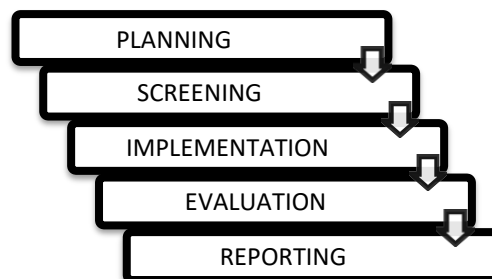 PLANNING
SCREENING
IMPLEMENTATION
EVALUATION
REPORTING